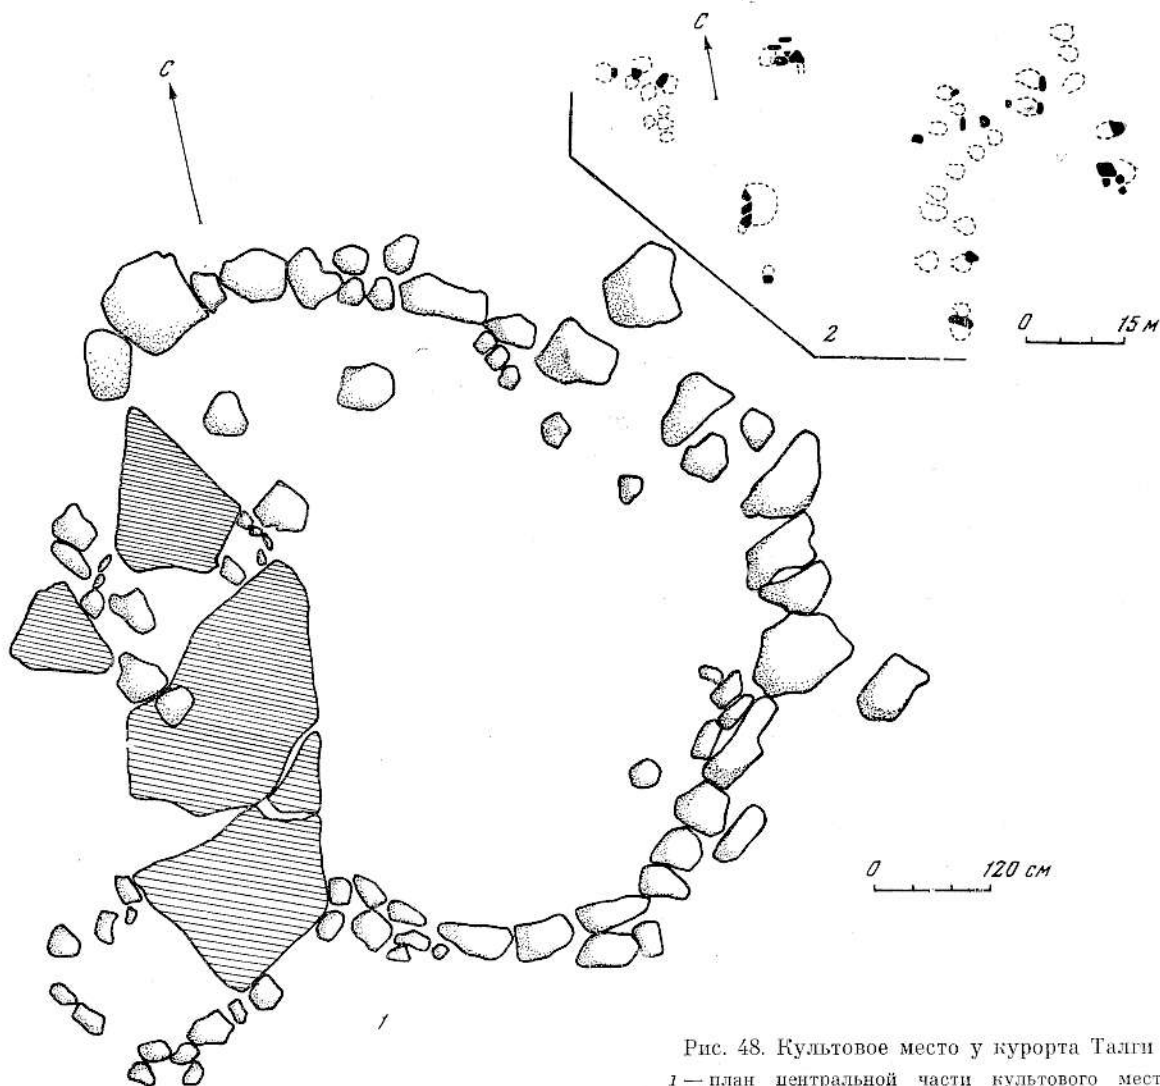 С
С
2
0 15 м
0 120 см
1
Рис. 48. Культовое место у курорта Талги
1 — план центральной части культового мест